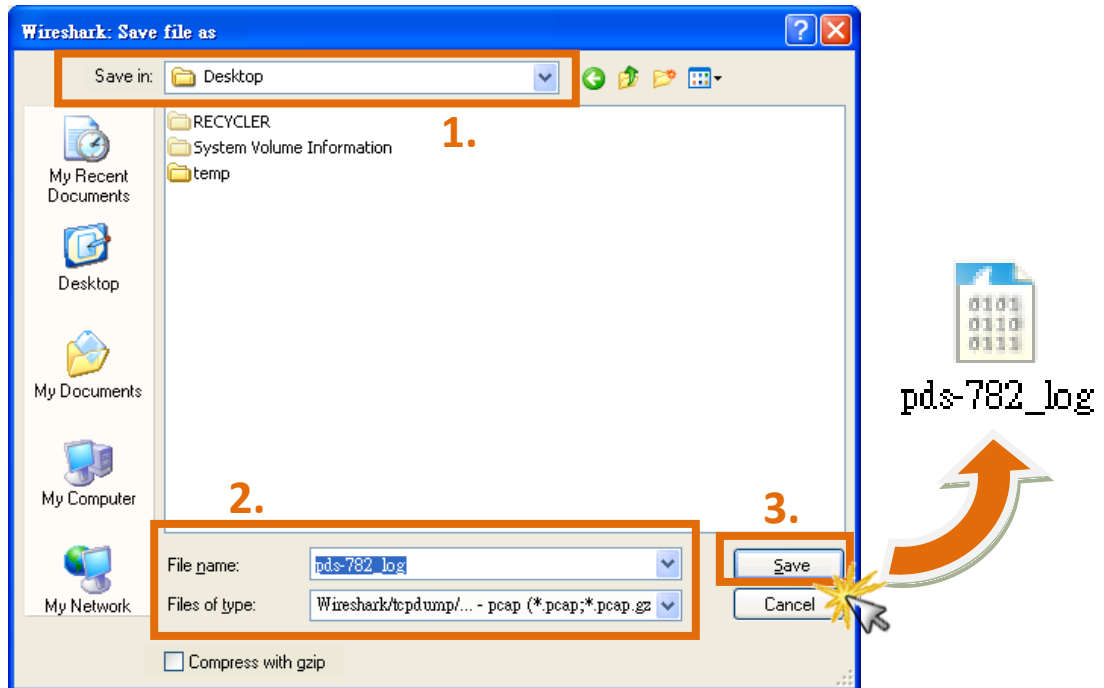 Wireshark: Save file as
Save in: Desktop
1.
RECYCLER
System Volume Information
temp
My Recent
Documents
Desktop
My Documents
My Computer
My Network
2.
File name: pds-782_log
Files of type: Wireshark/tcpdump/... - pcap (*.pcap;*.pcap.gz
Compress with gzip
3.
Save
Cancel
0101
0110
0111
pds-782_log